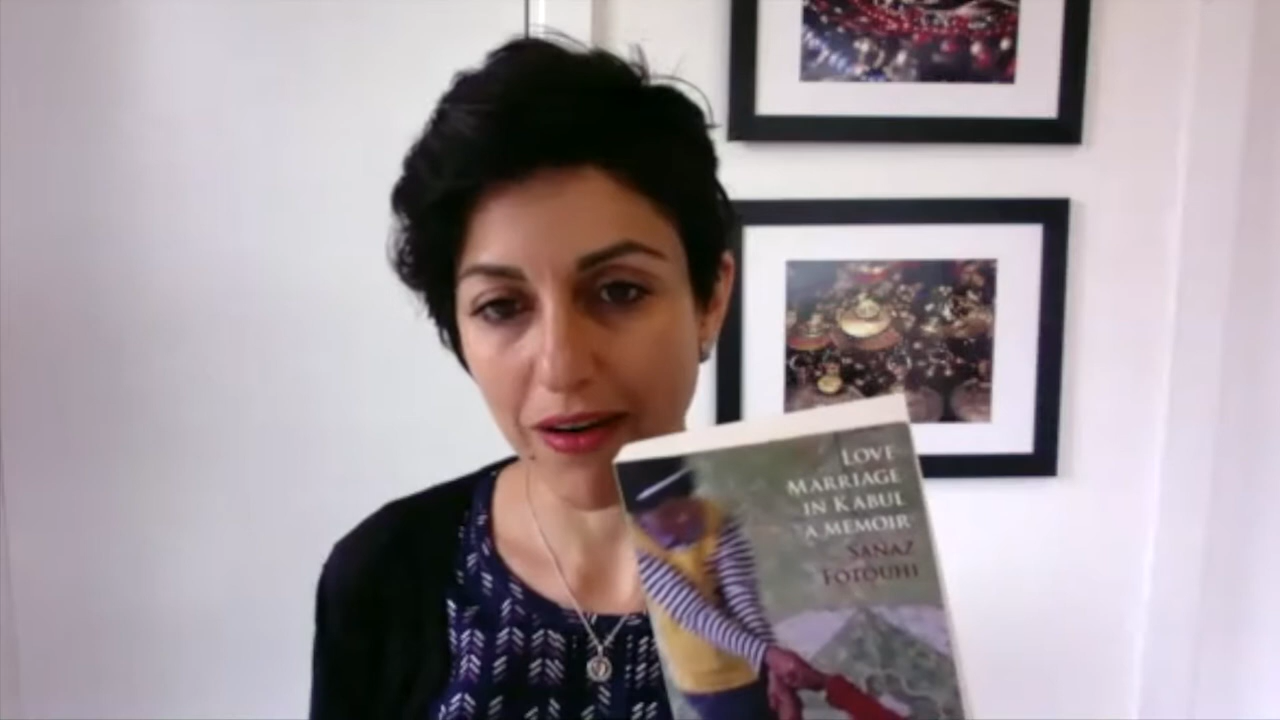 LOVE
MARRIAGE
IN KABUL
A MEMOIR
SANAZ
FOTOUHI